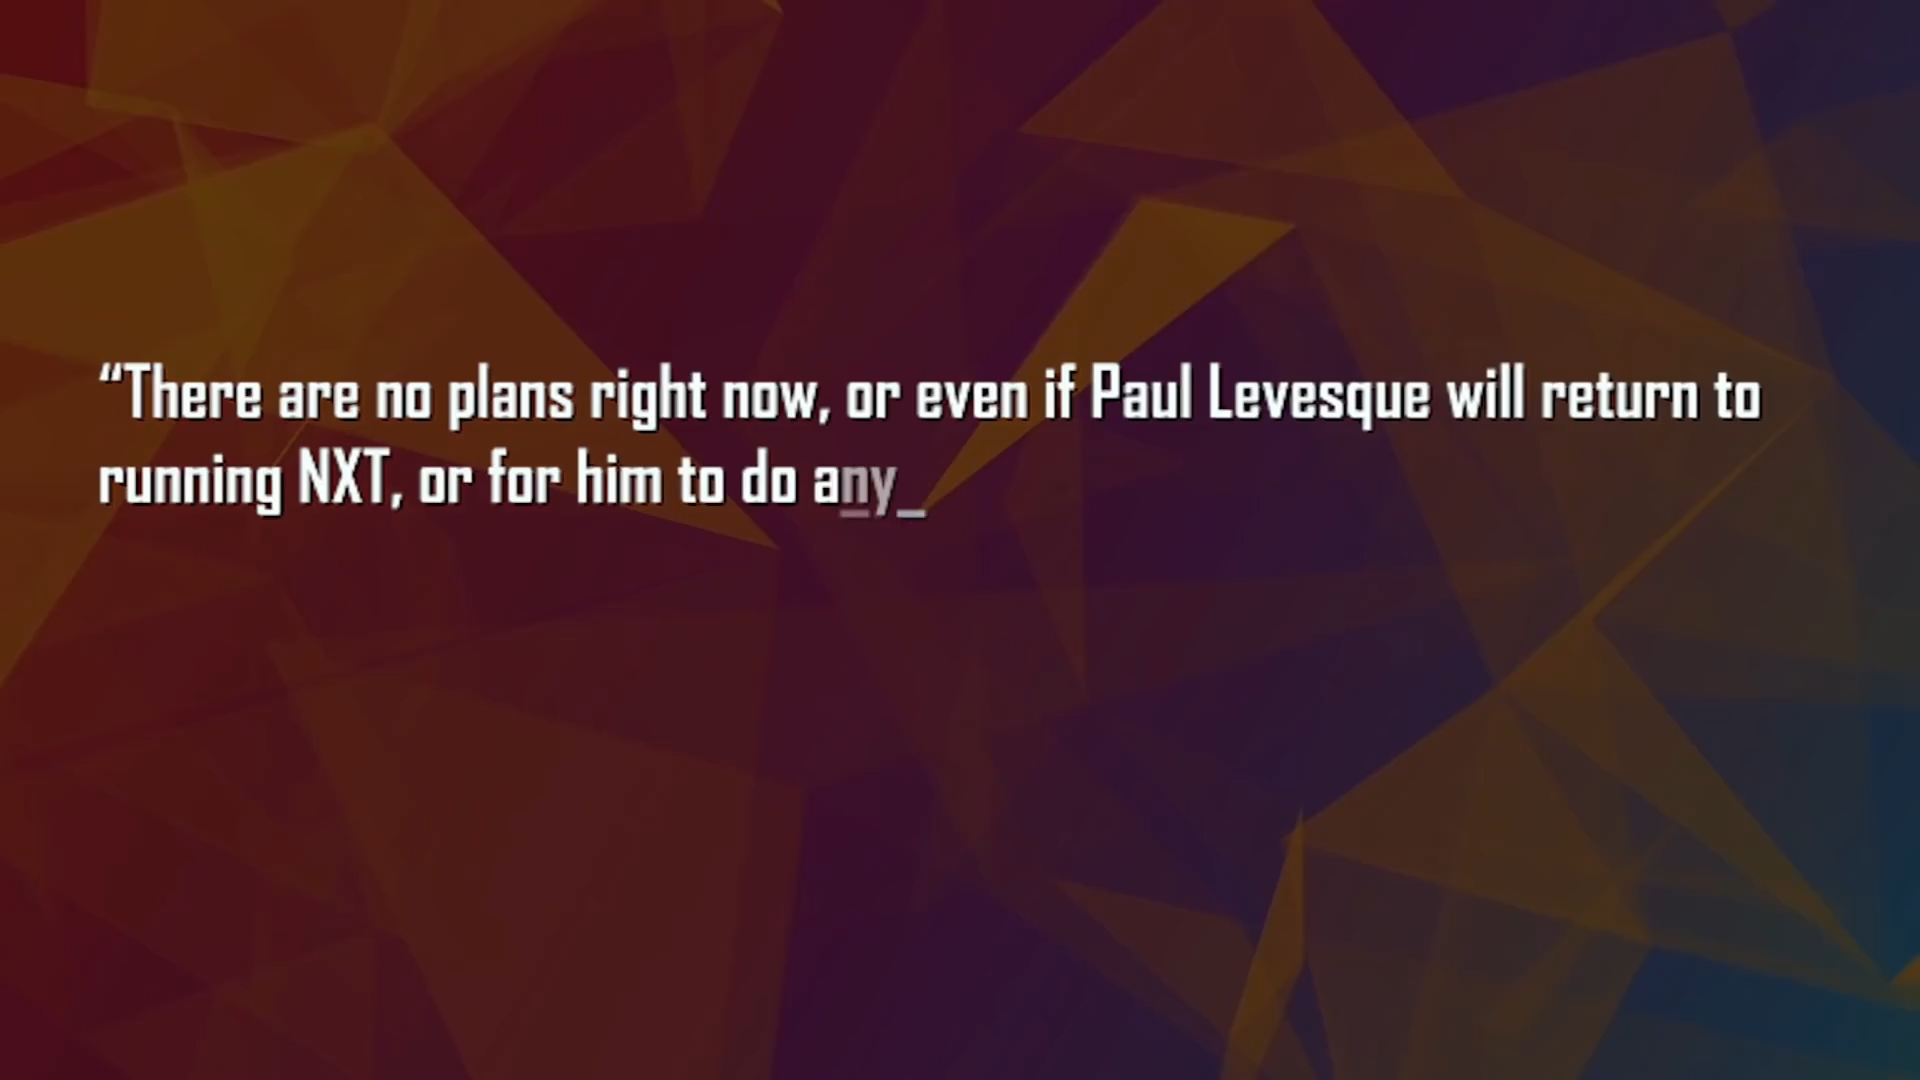 “There are no plans right now, or even if Paul Levesque will return to
running NXT, or for him to do any_